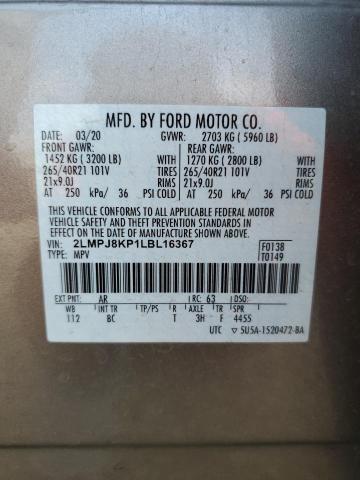 MFD. BY FORD MOTOR CO.
DATE: 03/20 GVWR: 2703 KG ( 5960 LB)
FRONT GAWR: REAR GAWR:
1452 KG ( 3200 LB) WITH 1270 KG ( 2800 LB) WITH
265/40R21 101V TIRES 265/40R21 101V TIRES
21x9.0J RIMS 21x9.0J RIMS
AT 250 kPa/ 36 PSI COLD AT 250 kPa/ 36 PSI COLD
THIS VEHICLE CONFORMS TO ALL APPLICABLE FEDERAL MOTOR
VEHICLE SAFETY AND THEFT PREVENTION STANDARDS IN
EFFECT ON THE DATE OF MANUFACTURE SHOWN ABOVE.
VIN: 2LMPJ8KP1LBL16367 F0138
TYPE: MPV T0149
EXT PNT: AR RC: 63 DSO:
WB INT TR TP/PS R AXLE TR SPR
112 BC T 3H F 4455
UTC 5U5A-1520472-BA